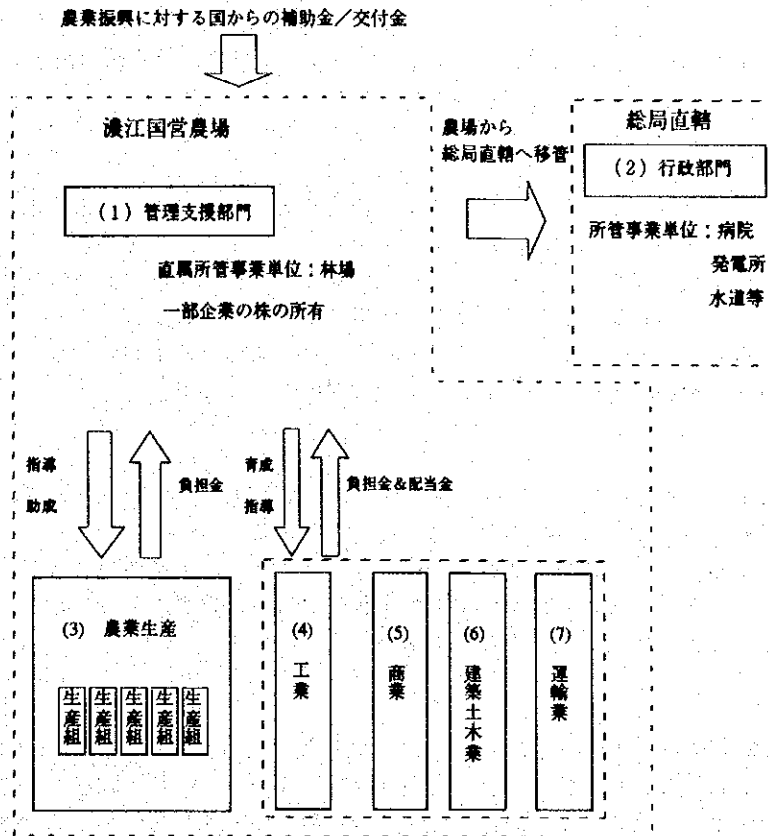 農業振興に対する国からの補助金／交付金
濃江国営農場
(1) 管理支援部門
直属所管事業単位：林場
一部企業の株の所有
農場から
総局直轄へ移管
総局直轄
(2) 行政部門
所管事業単位：病院
発電所
水道等
指導
助成
負担金
育成
指導
負担金＆配当金
(3) 農業生産
生産組
生産組
生産組
生産組
生産組
(4)
工業
(5)
商業
(6)
建築土木業
(7)
運輸業